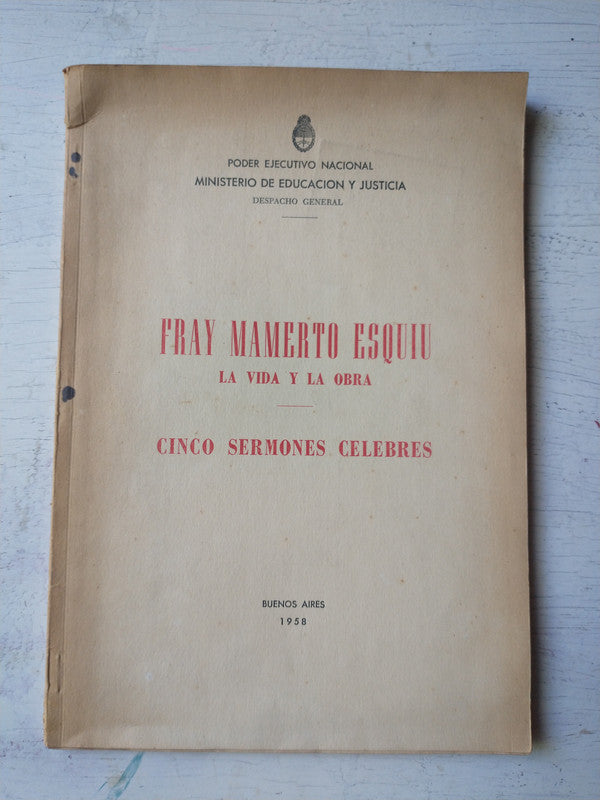 PODER EJECUTIVO NACIONAL
MINISTERIO DE EDUCACION Y JUSTICIA
DESPACHO GENERAL
FRAY MAMERTO ESQUIU
LA VIDA Y LA OBRA
CINCO SERMONES CELEBRES
BUENOS AIRES
1958